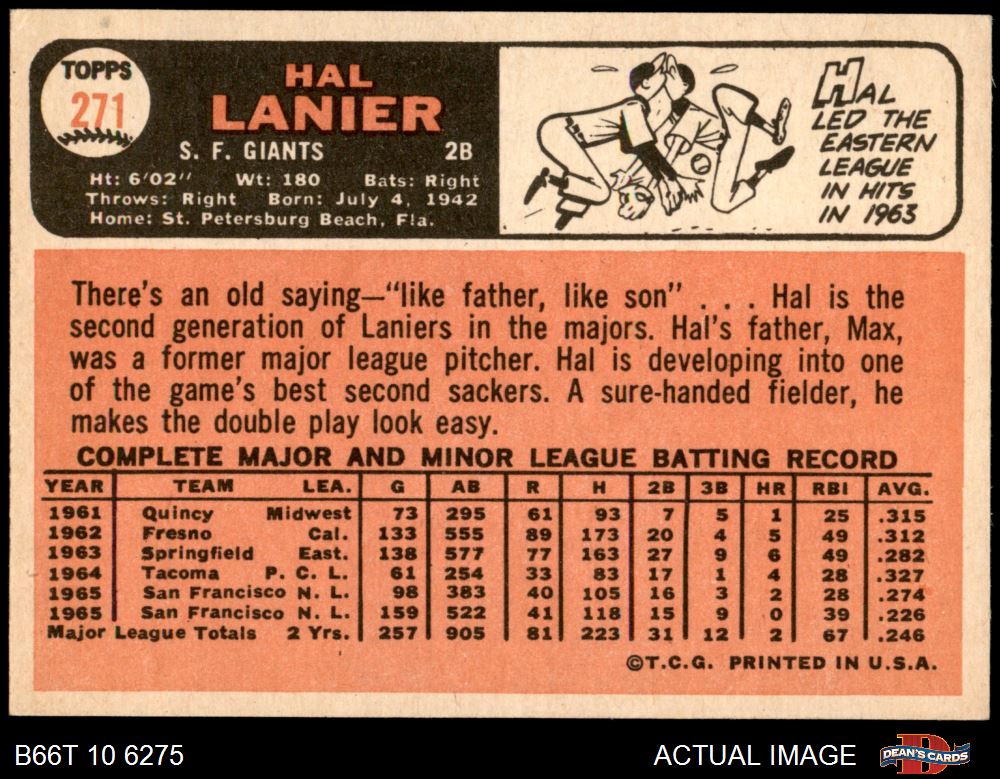 TOPPS
271
HAL
LANIER
S. F. GIANTS 2B
Ht: 6'02" Wt: 180 Bats: Right
Throws: Right Born: July 4, 1942
Home: St. Petersburg Beach, Fla.
HAL
LED THE
EASTERN
LEAGUE
IN HITS
IN 1963
There's an old saying—"like father, like son" . . . Hal is the
second generation of Laniers in the majors. Hal's father, Max,
was a former major league pitcher. Hal is developing into one
of the game's best second sackers. A sure-handed fielder, he
makes the double play look easy.
COMPLETE MAJOR AND MINOR LEAGUE BATTING RECORD
YEAR TEAM LEA. G AB R H 2B 3B HR RBI AVG.
1961 Quincy Midwest 73 295 61 93 7 5 1 25 .315
1962 Fresno Cal. 133 555 89 173 20 4 5 49 .312
1963 Springfield East. 138 577 77 163 27 9 6 49 .282
1964 Tacoma P. C. L. 61 254 33 83 17 1 4 28 .327
1965 San Francisco N. L. 98 383 40 105 16 3 2 28 .274
1965 San Francisco N. L. 159 522 41 118 15 9 0 39 .226
Major League Totals 2 Yrs. 257 905 81 223 31 12 2 67 .246
©T.C.G. PRINTED IN U.S.A.
B66T 10 6275 ACTUAL IMAGE DEAN'S CARDS